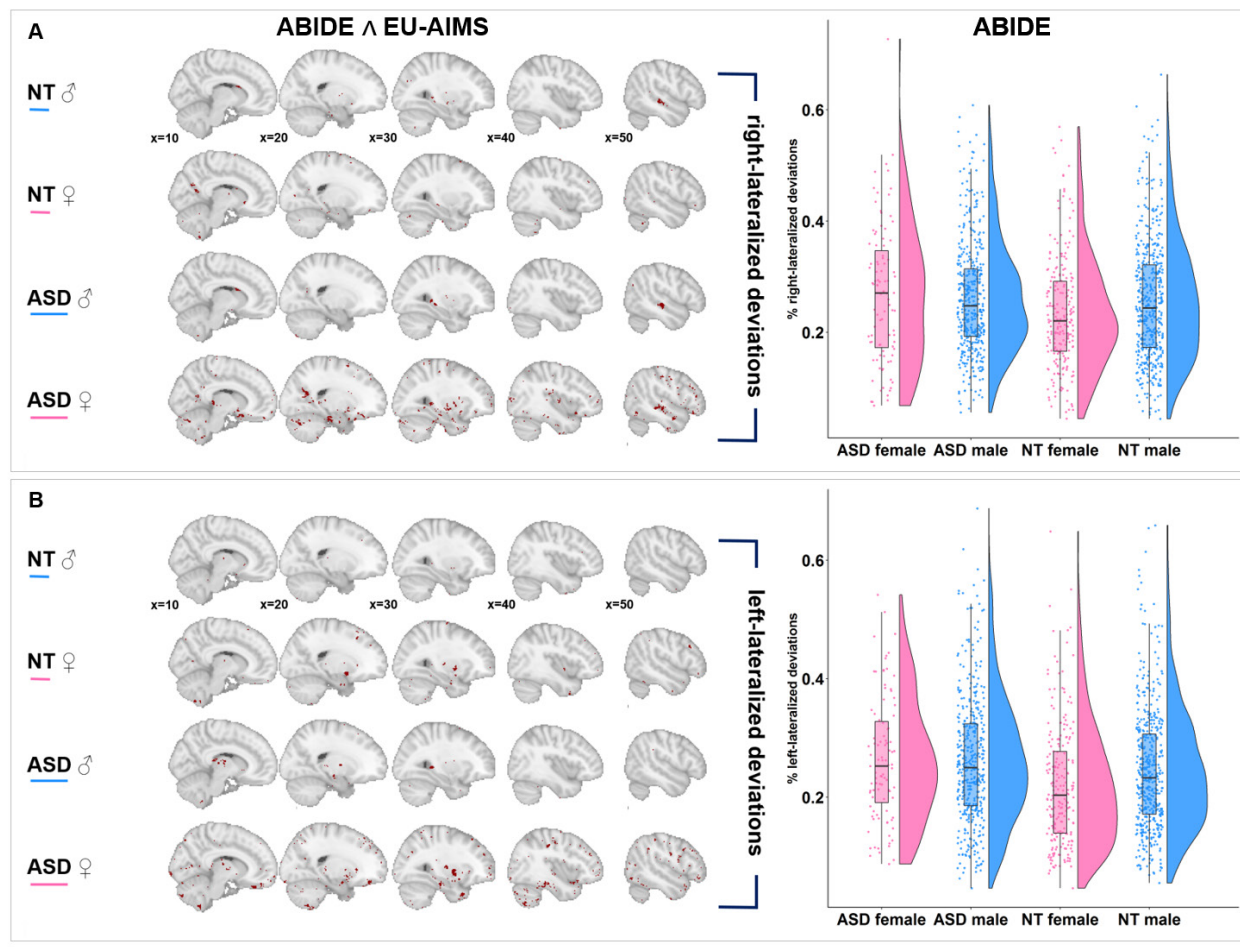 A
ABIDE ∧ EU-AIMS
ABIDE
NT ♂
x=10
x=20
x=30
x=40
x=50
NT ♀
ASD ♂
ASD ♀
right-lateralized deviations
% right-lateralized deviations
0.6
0.4
0.2
ASD female
ASD male
NT female
NT male
B
NT ♂
x=10
x=20
x=30
x=40
x=50
NT ♀
ASD ♂
ASD ♀
left-lateralized deviations
% left-lateralized deviations
0.6
0.4
0.2
ASD female
ASD male
NT female
NT male